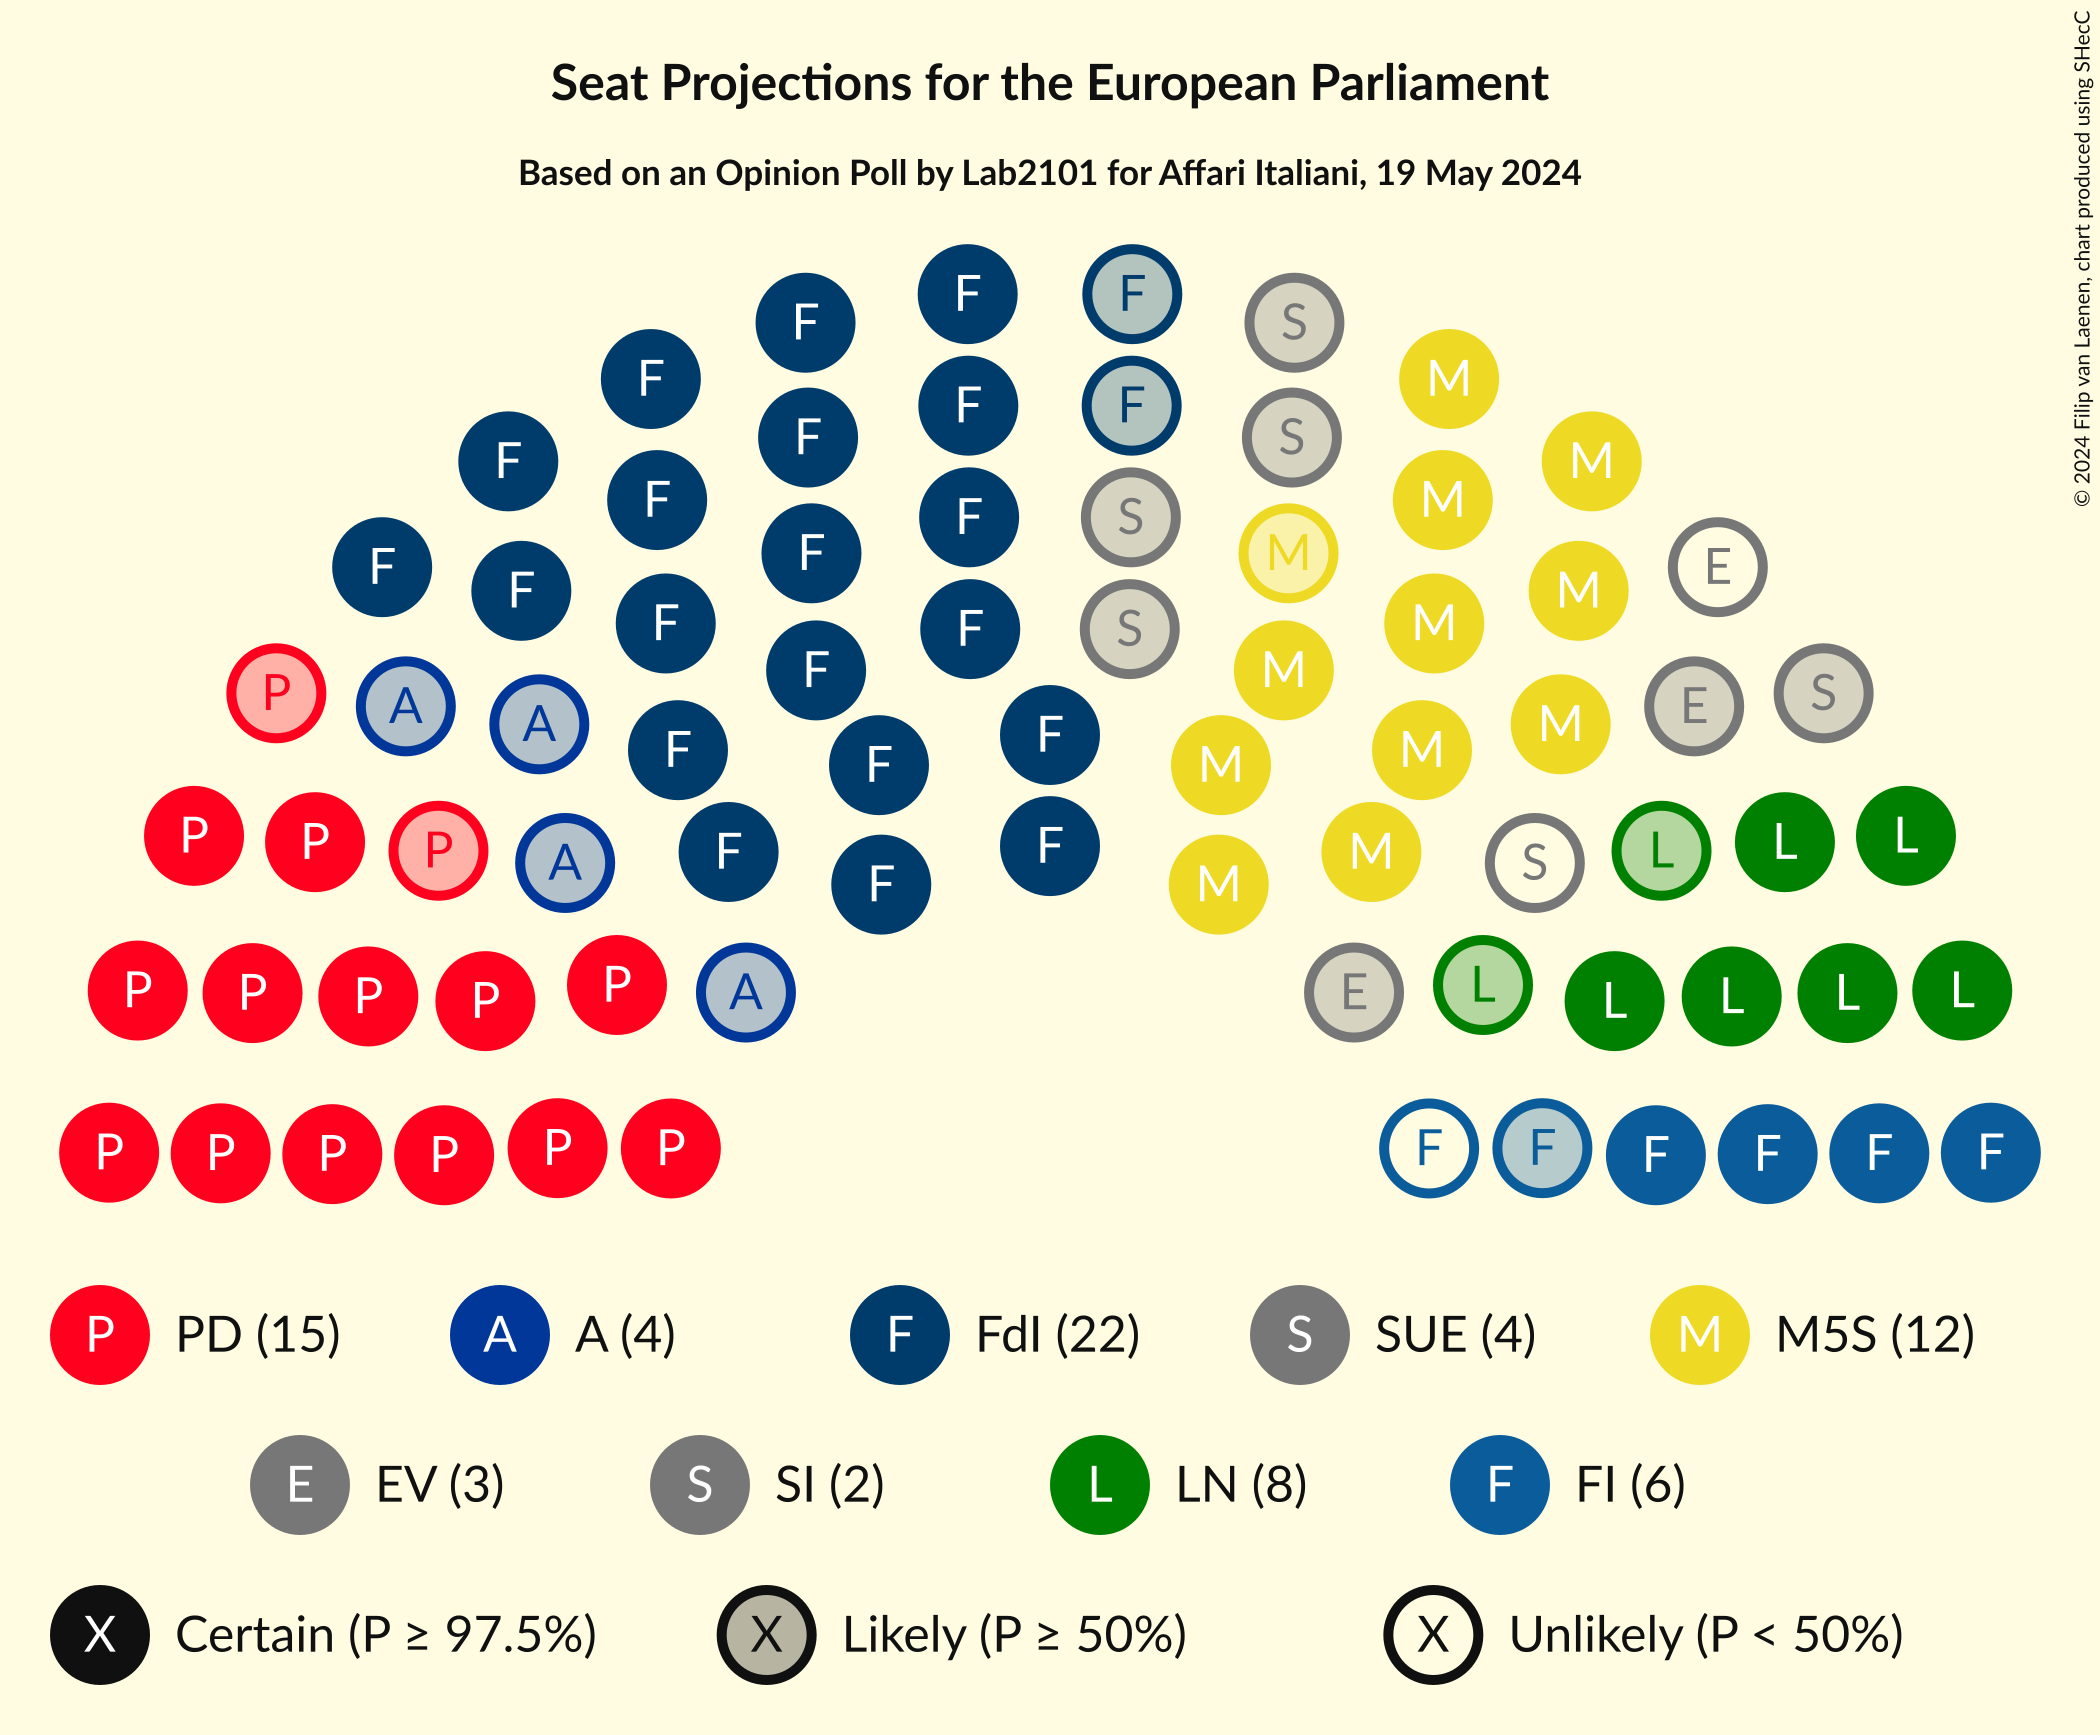 Seat Projections for the European Parliament
Based on an Opinion Poll by Lab2101 for Affari Italiani, 19 May 2024
© 2024 Filip van Laenen, chart produced using SHecC
F F
F S
F M
F F S
F M
F M
F S
F M
F M
F E
F M
F M
F S
F M
P S
A E
A M
F M
F
F M
P L
P L
P L
A S
F M
F M
F
P L
P L
P L
P L
P L
A E
P F
P F
P F
P F
P F
P F
P PD (15) A A (4) F FdI (22) S SUE (4) M M5S (12)
E EV (3) S SI (2) L LN (8) F FI (6)
X Certain (P ≥ 97.5%) X Likely (P ≥ 50%) X Unlikely (P < 50%)